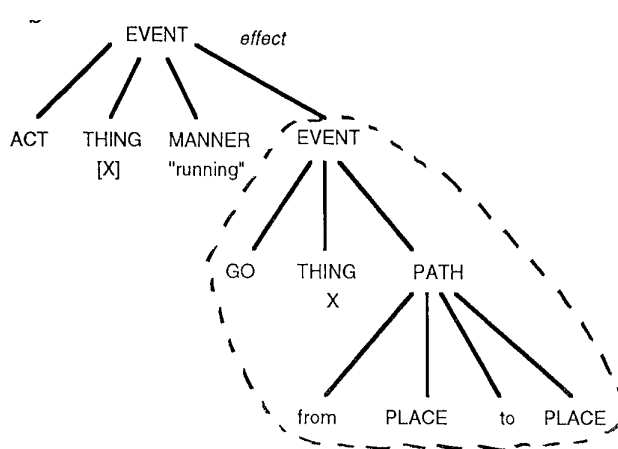 EVENT effect
ACT THING MANNER EVENT
[X] "running"
GO THING PATH
X
from PLACE to PLACE